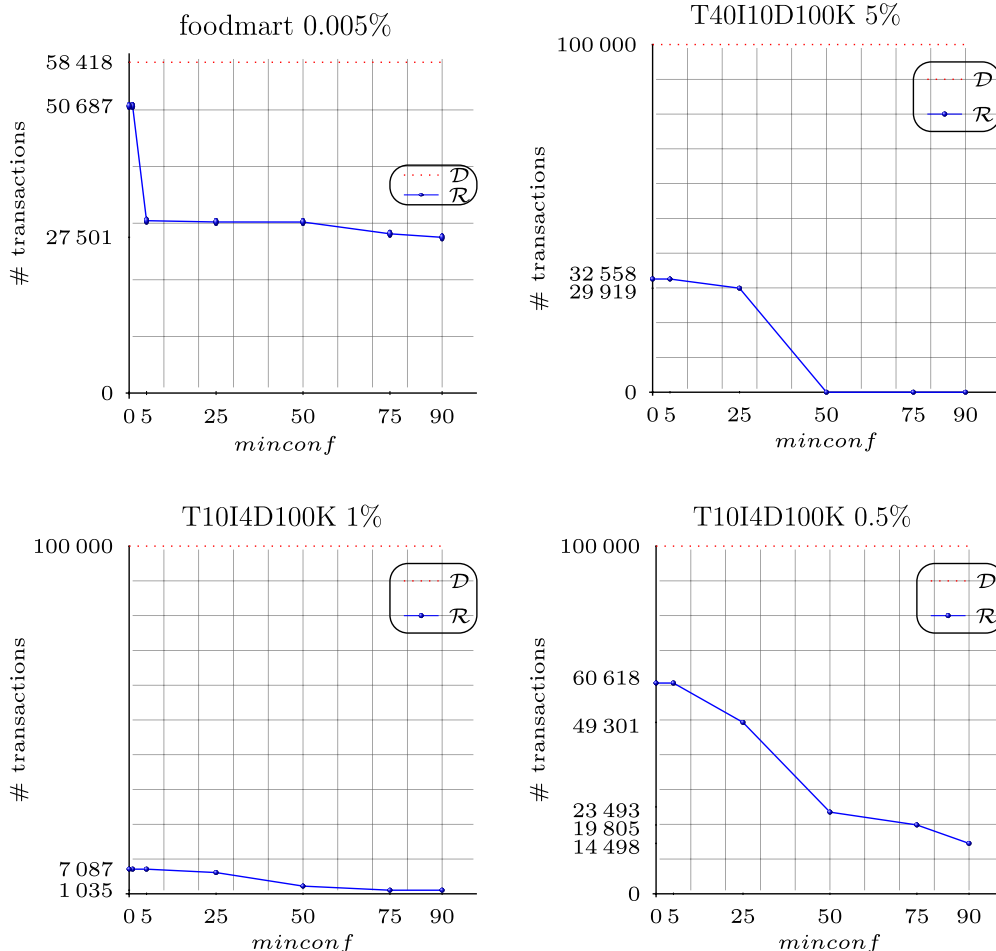 foodmart 0.005%
58 418
50 687
27 501
0
# transactions
D
R
0 5 25 50 75 90
minconf
T40I10D100K 5%
100 000
32 558
29 919
0
# transactions
D
R
0 5 25 50 75 90
minconf
T10I4D100K 1%
100 000
7 087
1 035
# transactions
D
R
0 5 25 50 75 90
minconf
T10I4D100K 0.5%
100 000
60 618
49 301
23 493
19 805
14 498
0
# transactions
D
R
0 5 25 50 75 90
minconf